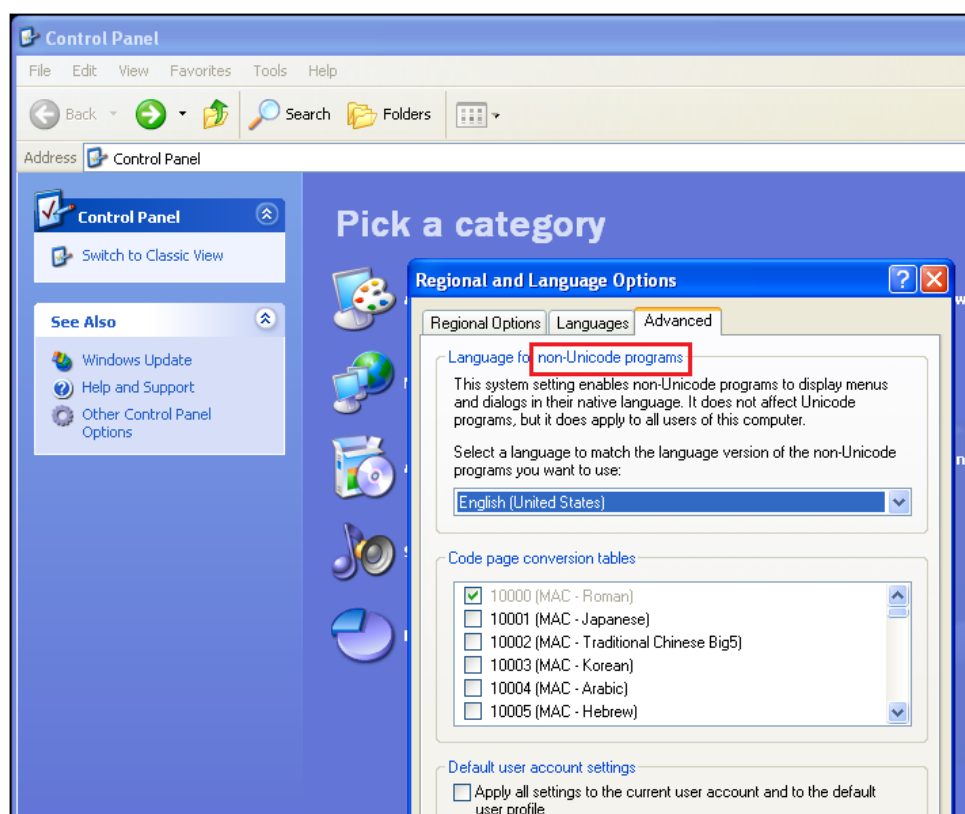 Control Panel
File Edit View Favorites Tools Help
Back Search Folders
Address Control Panel
Control Panel
Switch to Classic View
See Also
Windows Update
Help and Support
Other Control Panel
Options
Pick a category
Regional and Language Options
Regional Options Languages Advanced
Language fo non-Unicode programs
This system setting enables non-Unicode programs to display menus
and dialogs in their native language. It does not affect Unicode
programs, but it does apply to all users of this computer.
Select a language to match the language version of the non-Unicode
programs you want to use:
English (United States)
Code page conversion tables
10000 (MAC - Roman)
10001 (MAC - Japanese)
10002 (MAC - Traditional Chinese Big5)
10003 (MAC - Korean)
10004 (MAC - Arabic)
10005 (MAC - Hebrew)
Default user account settings
Apply all settings to the current user account and to the default
user profile